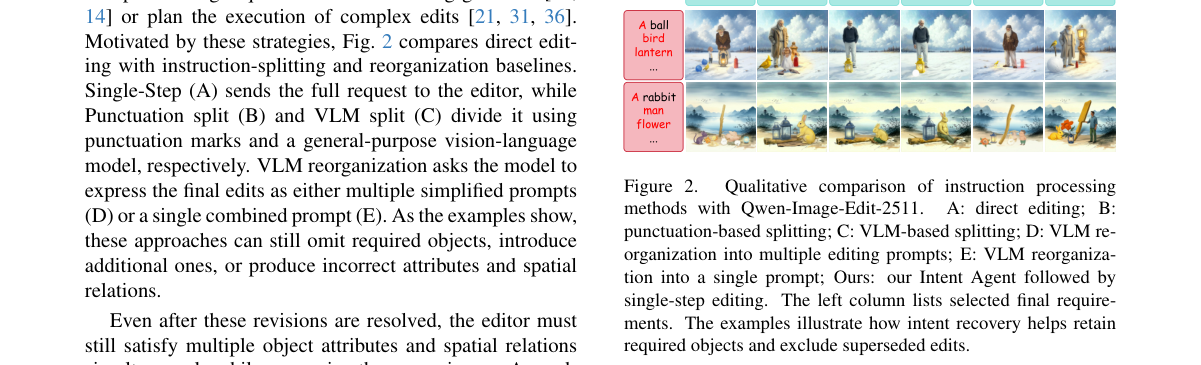 14] or plan the execution of complex edits [21, 31, 36].
Motivated by these strategies, Fig. 2 compares direct edit-
ing with instruction-splitting and reorganization baselines.
Single-Step (A) sends the full request to the editor, while
Punctuation split (B) and VLM split (C) divide it using
punctuation marks and a general-purpose vision-language
model, respectively. VLM reorganization asks the model to
express the final edits as either multiple simplified prompts
(D) or a single combined prompt (E). As the examples show,
these approaches can still omit required objects, introduce
additional ones, or produce incorrect attributes and spatial
relations.
Even after these revisions are resolved, the editor must
still satisfy multiple object attributes and spatial relations
A ball
bird
lantern
...
A rabbit
man
flower
...
Figure 2. Qualitative comparison of instruction processing
methods with Qwen-Image-Edit-2511. A: direct editing; B:
punctuation-based splitting; C: VLM-based splitting; D: VLM re-
organization into multiple editing prompts; E: VLM reorganiza-
tion into a single prompt; Ours: our Intent Agent followed by
single-step editing. The left column lists selected final require-
ments. The examples illustrate how intent recovery helps retain
required objects and exclude superseded edits.